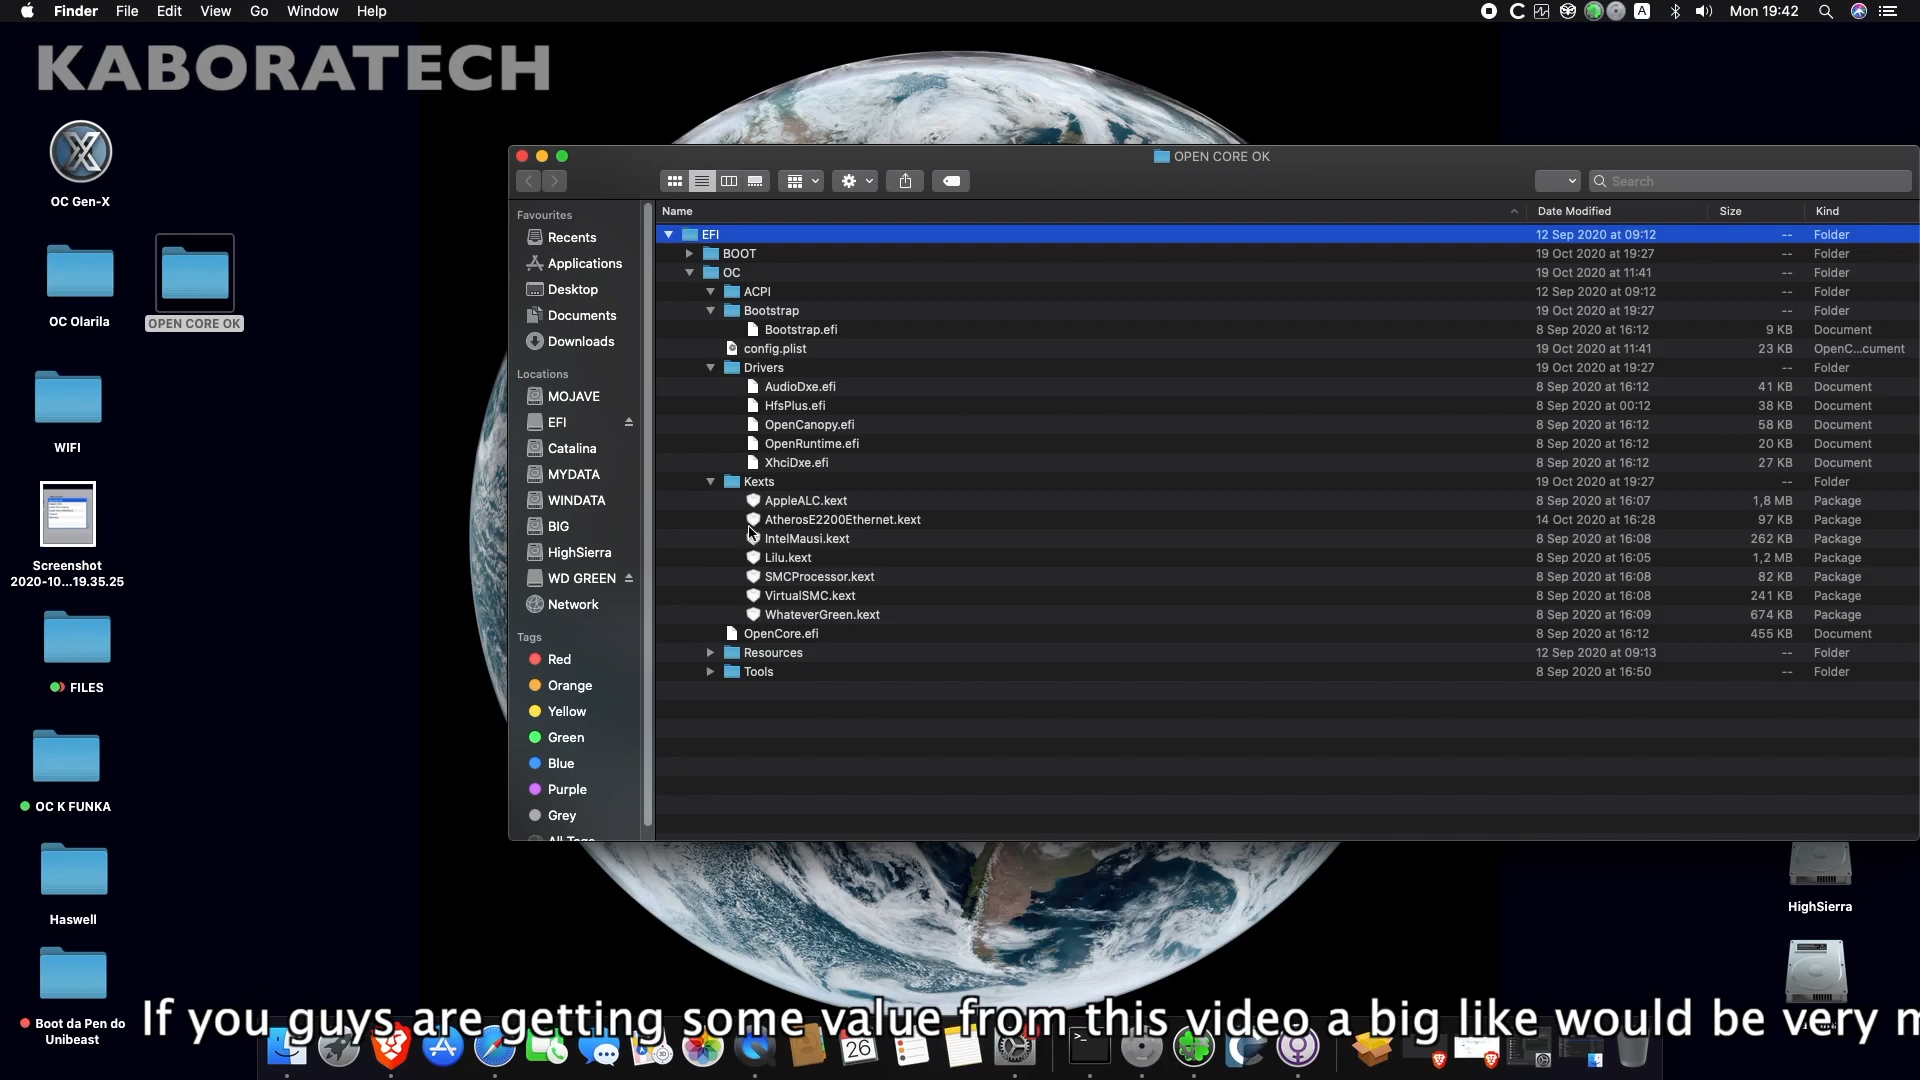 Finder File Edit View Go Window Help
A
Mon 19:42
KABORATECH
OC Gen-X
OC Olarila
OPEN CORE OK
WIFI
Screenshot
2020-10...19.35.25
FILES
OC K FUNKA
Haswell
Boot da Pen do
Unibeast
OPEN CORE OK
Search
Favourites
Recents
Applications
Desktop
Documents
Downloads
Locations
MOJAVE
EFI
Catalina
MYDATA
WINDATA
BIG
HighSierra
WD GREEN
Network
Tags
Red
Orange
Yellow
Green
Blue
Purple
Grey
Name Date Modified Size Kind
EFI 12 Sep 2020 at 09:12 -- Folder
BOOT 19 Oct 2020 at 19:27 -- Folder
OC 19 Oct 2020 at 11:41 -- Folder
ACPI 12 Sep 2020 at 09:12 -- Folder
Bootstrap 19 Oct 2020 at 19:27 -- Folder
Bootstrap.efi 8 Sep 2020 at 16:12 9 KB Document
config.plist 19 Oct 2020 at 11:41 23 KB OpenC...cument
Drivers 19 Oct 2020 at 19:27 -- Folder
AudioDxe.efi 8 Sep 2020 at 16:12 41 KB Document
HfsPlus.efi 8 Sep 2020 at 00:12 38 KB Document
OpenCanopy.efi 8 Sep 2020 at 16:12 58 KB Document
OpenRuntime.efi 8 Sep 2020 at 16:12 20 KB Document
XhciDxe.efi 8 Sep 2020 at 16:12 27 KB Document
Kexts 19 Oct 2020 at 19:27 -- Folder
AppleALC.kext 8 Sep 2020 at 16:07 1,8 MB Package
AtherosE2200Ethernet.kext 14 Oct 2020 at 16:28 97 KB Package
IntelMausi.kext 8 Sep 2020 at 16:08 262 KB Package
Lilu.kext 8 Sep 2020 at 16:05 1,2 MB Package
SMCProcessor.kext 8 Sep 2020 at 16:08 82 KB Package
VirtualSMC.kext 8 Sep 2020 at 16:08 241 KB Package
WhateverGreen.kext 8 Sep 2020 at 16:09 674 KB Package
OpenCore.efi 8 Sep 2020 at 16:12 455 KB Document
Resources 12 Sep 2020 at 09:13 -- Folder
Tools 8 Sep 2020 at 16:50 -- Folder
HighSierra
If you guys are getting some value from this video a big like would be very m
26